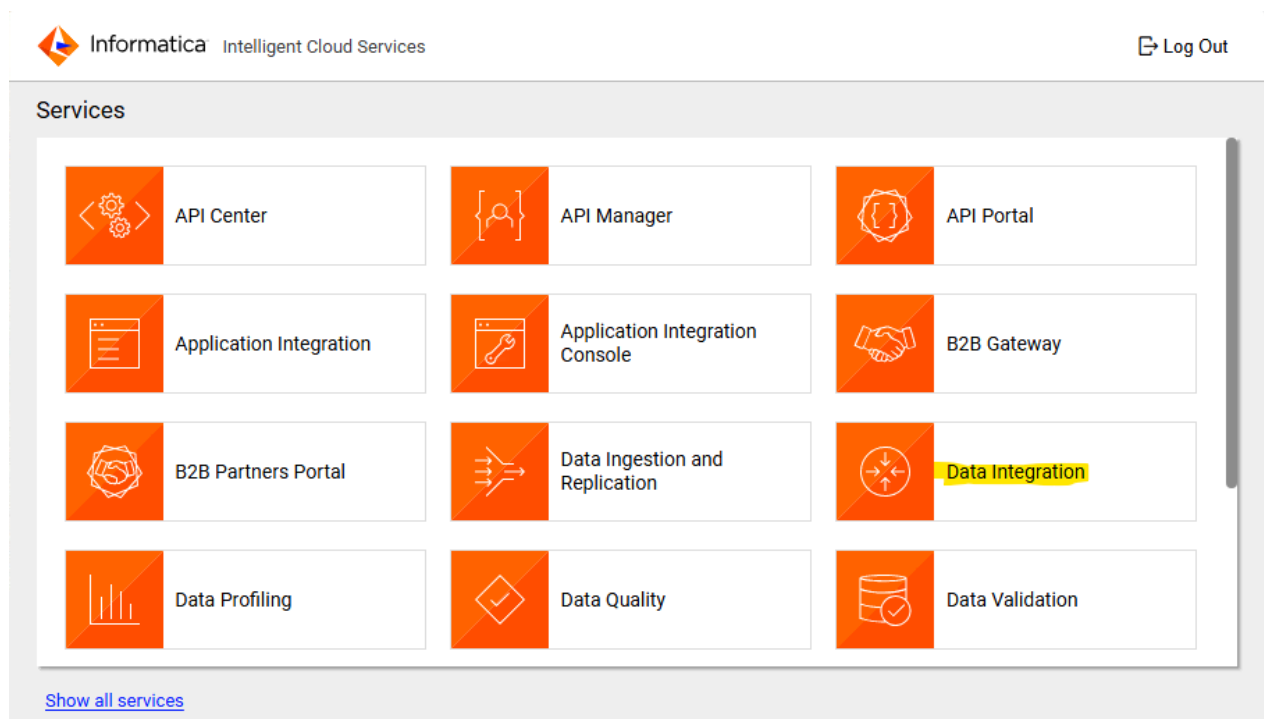 Informatica Intelligent Cloud Services
Log Out
Services
API Center
API Manager
API Portal
Application Integration
Application Integration
Console
B2B Gateway
B2B Partners Portal
Data Ingestion and
Replication
Data Integration
Data Profiling
Data Quality
Data Validation
Show all services